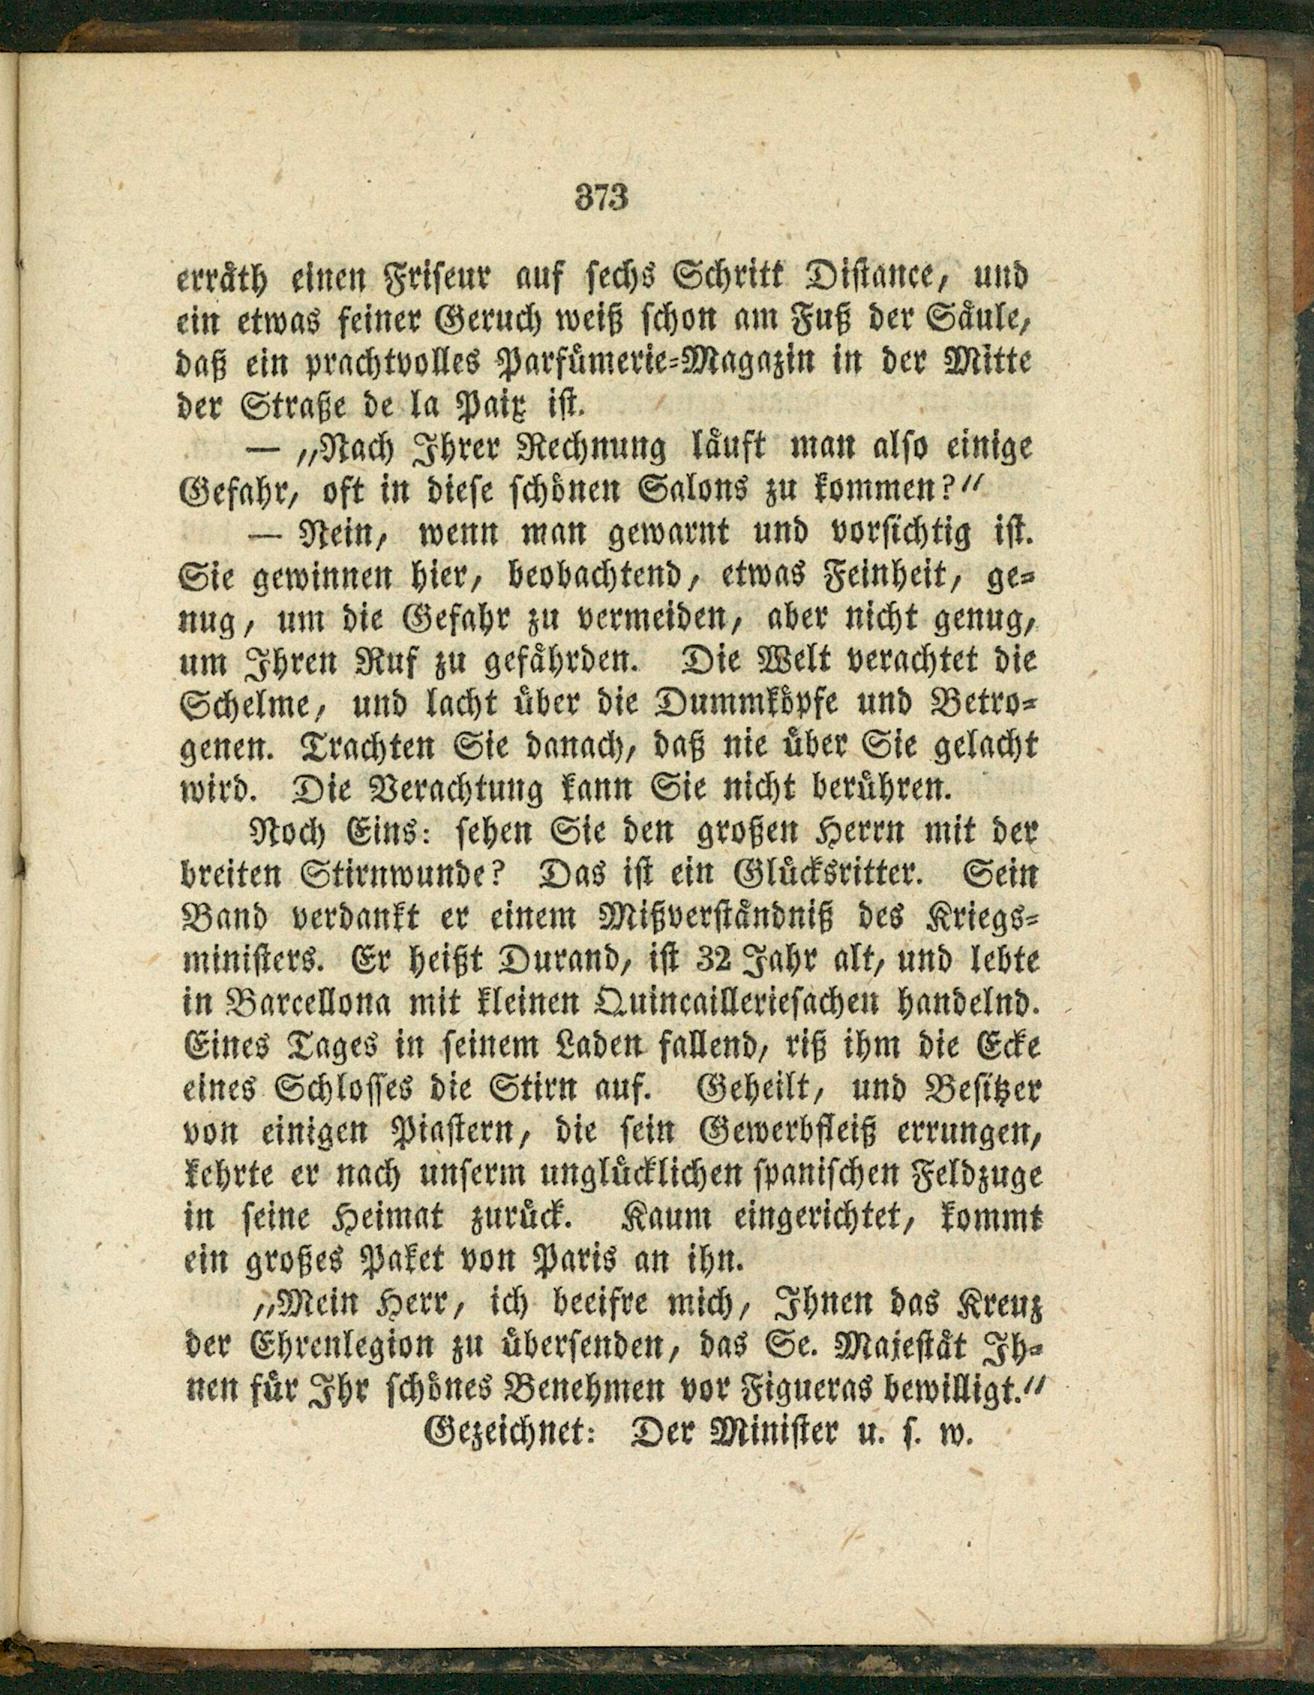 373
erräth einen Friseur auf sechs Schritt Distance, und
ein etwas feiner Geruch weiß schon am Fuß der Säule,
daß ein prachtvolles Parfümerie-Magazin in der Mitte
der Straße de la Paix ist.
— „Nach Ihrer Rechnung läuft man also einige
Gefahr, oft in diese schönen Salons zu kommen?“
— Nein, wenn man gewarnt und vorsichtig ist.
Sie gewinnen hier, beobachtend, etwas Feinheit, ge-
nug, um die Gefahr zu vermeiden, aber nicht genug,
um Ihren Ruf zu gefährden. Die Welt verachtet die
Schelme, und lacht über die Dummköpfe und Betro-
genen. Trachten Sie danach, daß nie über Sie gelacht
wird. Die Verachtung kann Sie nicht berühren.
Noch Eins: sehen Sie den großen Herrn mit der
breiten Stirnwunde? Das ist ein Glücksritter. Sein
Band verdankt er einem Mißverständniß des Kriegs-
ministers. Er heißt Durand, ist 32 Jahr alt, und lebte
in Barcellona mit kleinen Quincailleriesachen handelnd.
Eines Tages in seinem Laden fallend, riß ihm die Ecke
eines Schlosses die Stirn auf. Geheilt, und Besitzer
von einigen Piastern, die sein Gewerbfleiß errungen,
kehrte er nach unserm unglücklichen spanischen Feldzuge
in seine Heimat zurück. Kaum eingerichtet, kommt
ein großes Paket von Paris an ihn.
„Mein Herr, ich beeifre mich, Ihnen das Kreuz
der Ehrenlegion zu übersenden, das Se. Majestät Ih-
nen für Ihr schönes Benehmen vor Figueras bewilligt.“
Gezeichnet: Der Minister u. s. w.